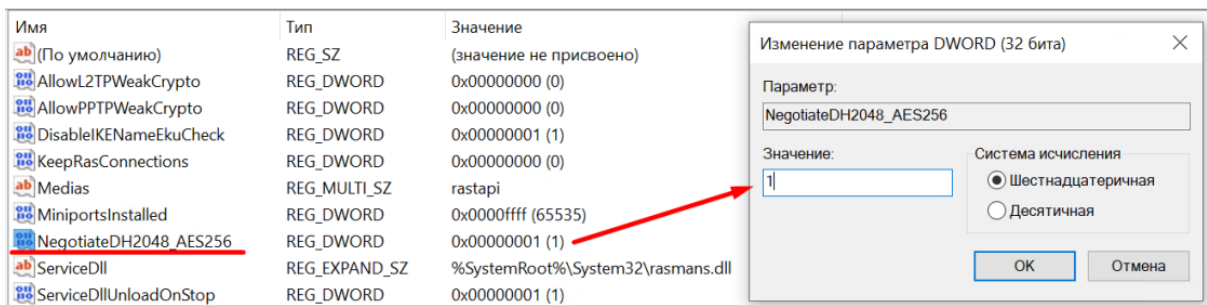 Имя Тип Значение
(По умолчанию) REG_SZ (значение не присвоено)
AllowL2TPWeakCrypto REG_DWORD 0x00000000 (0)
AllowPPTPWeakCrypto REG_DWORD 0x00000000 (0)
DisableIKENameEkuCheck REG_DWORD 0x00000001 (1)
KeepRasConnections REG_DWORD 0x00000000 (0)
Medias REG_MULTI_SZ rastapi
MiniportsInstalled REG_DWORD 0x0000ffff (65535)
NegotiateDH2048_AES256 REG_DWORD 0x00000001 (1)
ServiceDll REG_EXPAND_SZ %SystemRoot%\System32\rasmans.dll
ServiceDllUnloadOnStop REG_DWORD 0x00000001 (1)
Изменение параметра DWORD (32 бита)
Параметр:
NegotiateDH2048_AES256
Значение:
1
Система исчисления
Шестнадцатеричная
Десятичная
OK Отмена